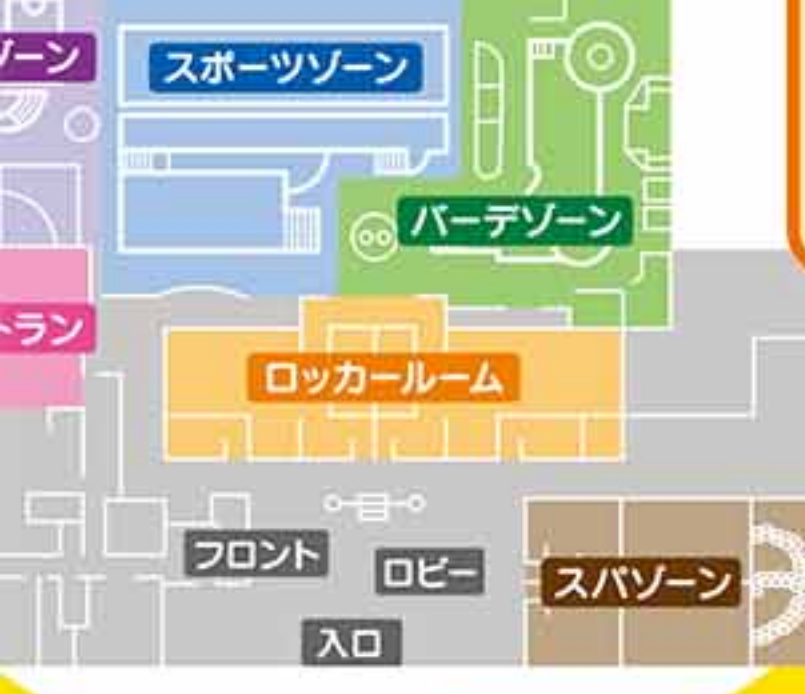 ゾーン
スポーツゾーン
バーデゾーン
トラン
ロッカールーム
フロント
ロビー
スパゾーン
入口